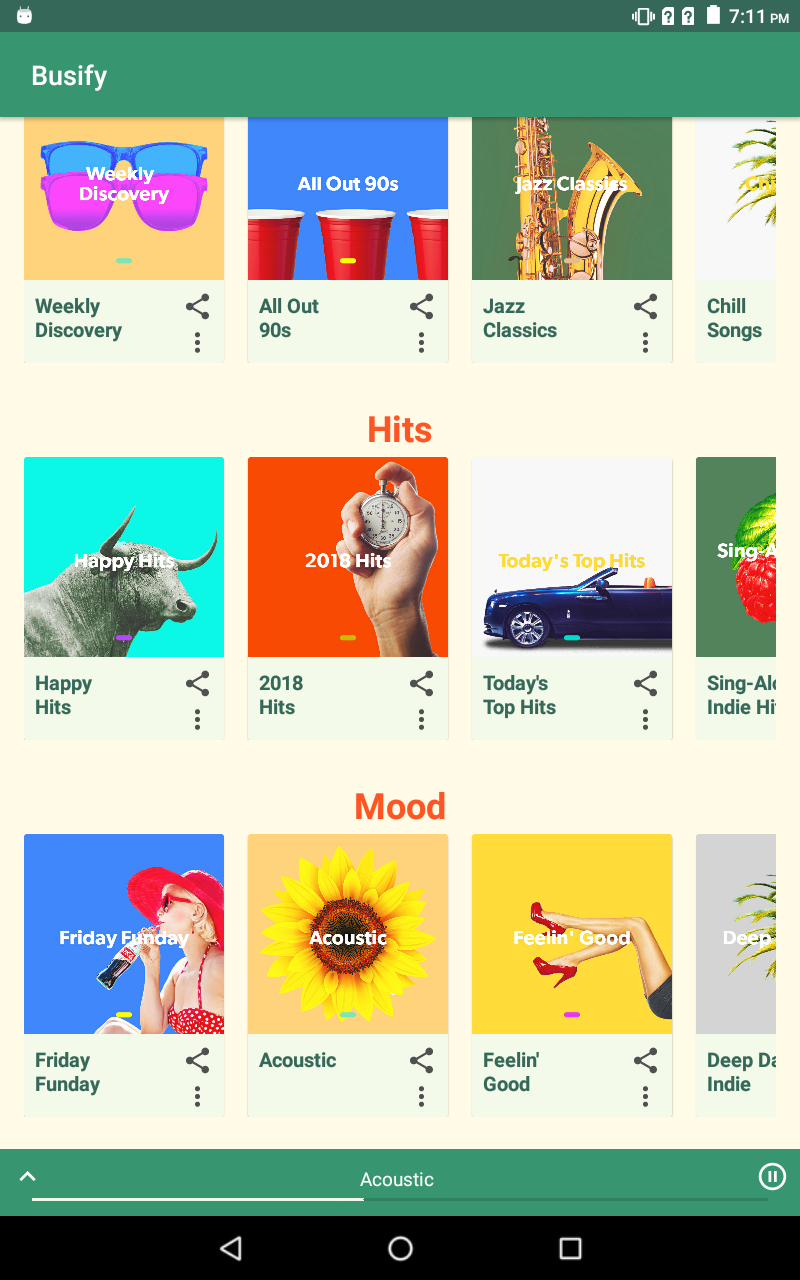 7:11 PM
Busify
Weekly
Discovery
All Out 90s
Jazz Classics
Weekly
Discovery
All Out
90s
Jazz
Classics
Chill
Songs
Hits
Happy Hits
2018 Hits
Today's Top Hits
Sing-A
Happy
Hits
2018
Hits
Today's
Top Hits
Sing-Alo
Indie Hi
Mood
Friday Funday
Acoustic
Feelin' Good
Deep
Friday
Funday
Acoustic
Feelin'
Good
Deep Da
Indie
Acoustic